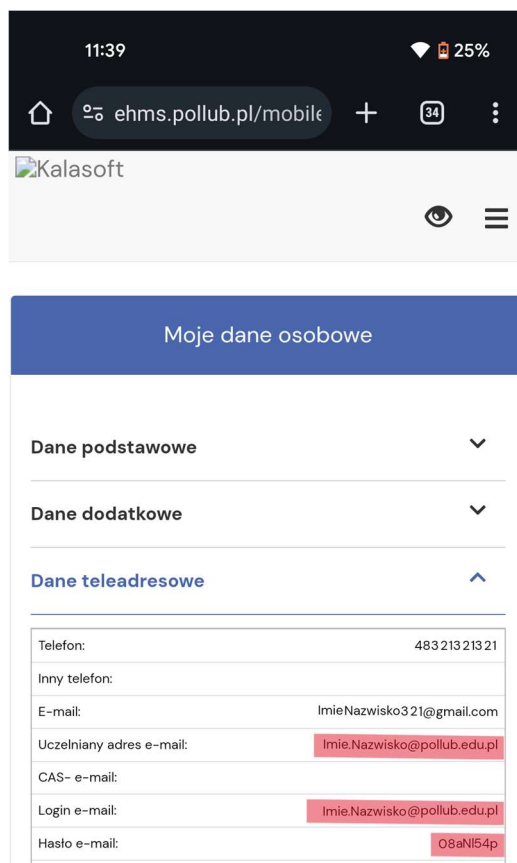 11:39
25%
ehms.pollub.pl/mobile
34
Kalasoft
Moje dane osobowe
Dane podstawowe
Dane dodatkowe
Dane teleadresowe
Telefon: 48321321321
Inny telefon:
E-mail: ImieNazwisko321@gmail.com
Uczelniany adres e-mail: Imie.Nazwisko@pollub.edu.pl
CAS- e-mail:
Login e-mail: Imie.Nazwisko@pollub.edu.pl
Hasło e-mail: 08aNl54p